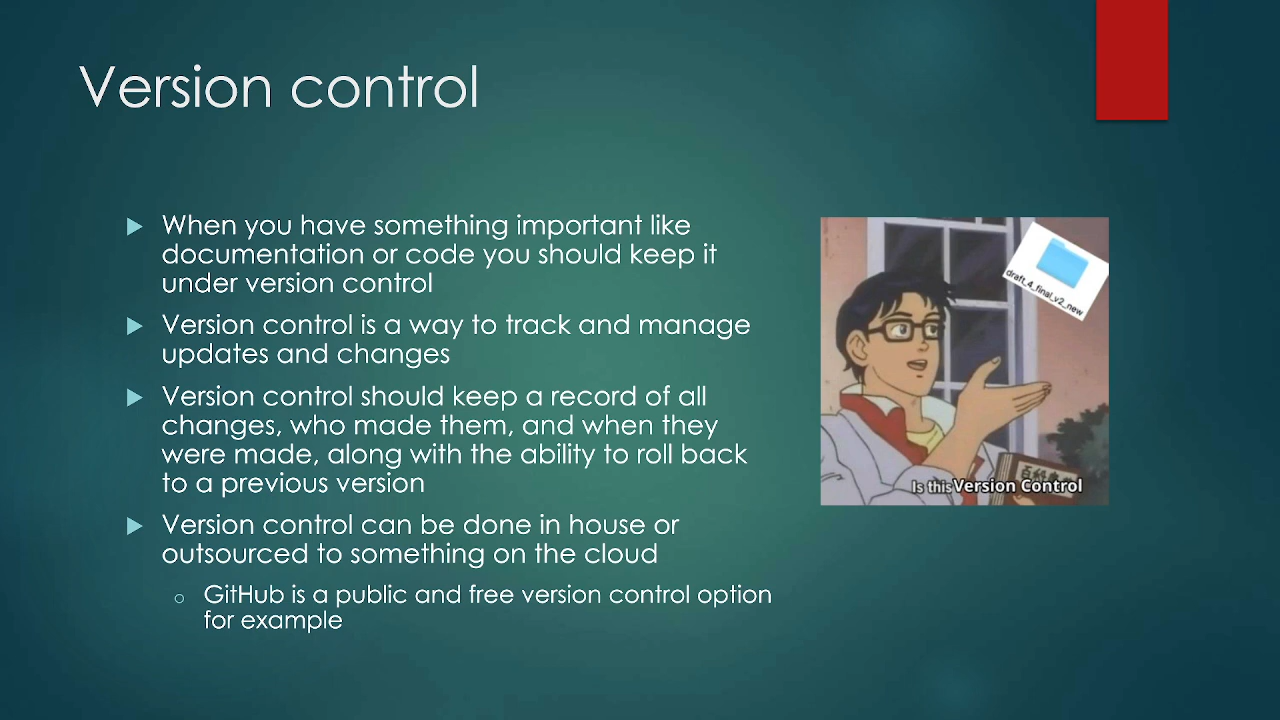 Version control
When you have something important like
documentation or code you should keep it
under version control
Version control is a way to track and manage
updates and changes
Version control should keep a record of all
changes, who made them, and when they
were made, along with the ability to roll back
to a previous version
Version control can be done in house or
outsourced to something on the cloud
GitHub is a public and free version control option
for example
draft_4_final_v2_new
Is this Version Control